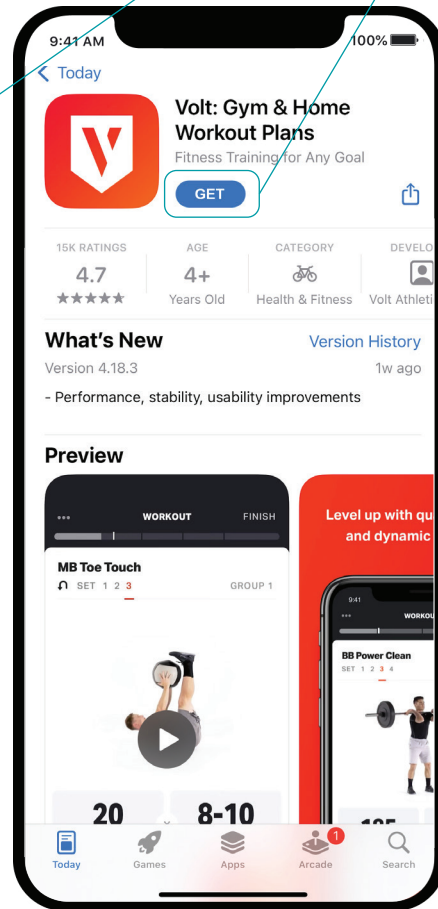 9:41 AM
100%
Today
Volt: Gym & Home
Workout Plans
Fitness Training for Any Goal
GET
15K RATINGS
AGE
CATEGORY
DEVELO
4.7
4+
★★★★★
Years Old
Health & Fitness
Volt Athleti
What's New
Version History
Version 4.18.3
1w ago
- Performance, stability, usability improvements
Preview
WORKOUT
FINISH
MB Toe Touch
SET 1 2 3
GROUP 1
20
8-10
Level up with qu
and dynamic
9:41
WORKOU
BB Power Clean
SET 1 2 3 4
Today
Games
Apps
Arcade
1
Search